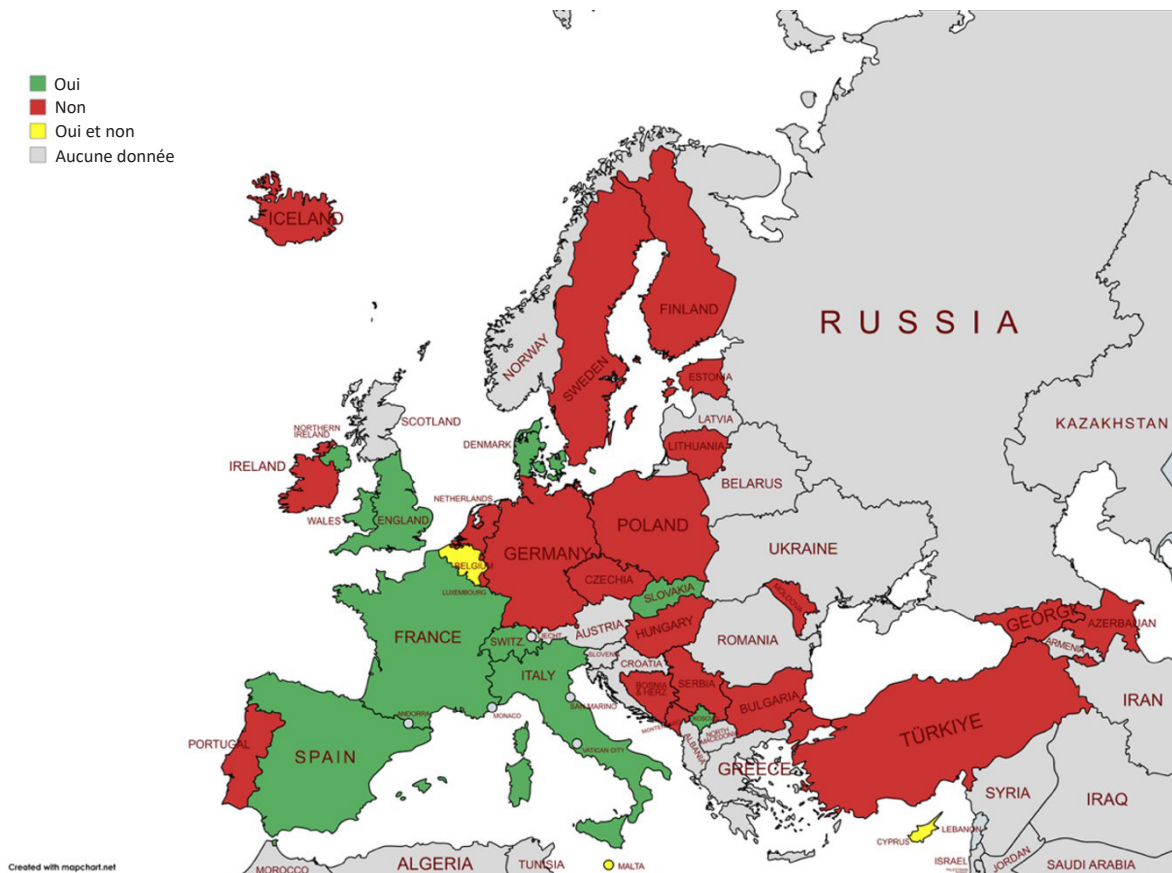 Oui
Non
Oui et non
Aucune donnée
ICELAND
RUSSIA
FINLAND
NORWAY
SWEDEN
ESTONIA
SCOTLAND
LATVIA
KAZAKHSTAN
NORTHERN
IRELAND
DENMARK
LITHUANIA
IRELAND
BELARUS
NETHERLANDS
WALES
ENGLAND
POLAND
UKRAINE
GERMANY
BELGIUM
CZECHIA
LUXEMBOURG
SLOVAKIA
MOLDOVA
FRANCE
LIECHT.
AUSTRIA
HUNGARY
SWITZ.
ROMANIA
GEORGI
AZERBAIJAN
ARMENIA
SLOVENIA
CROATIA
ITALY
BOSNIA
& HERZ.
SERBIA
IRAN
SAN MARINO
BULGARIA
ANDORRA
MONACO
KOSOVO
MONTENEGRO
NORTH
MACEDONIA
PORTUGAL
VATICAN CITY
ALBANIA
TÜRKIYE
SPAIN
GREECE
SYRIA
IRAQ
LEBANON
CYPRUS
ISRAEL
JORDAN
MOROCCO
ALGERIA
TUNISIA
MALTA
SAUDI ARABIA
Created with mapchart.net